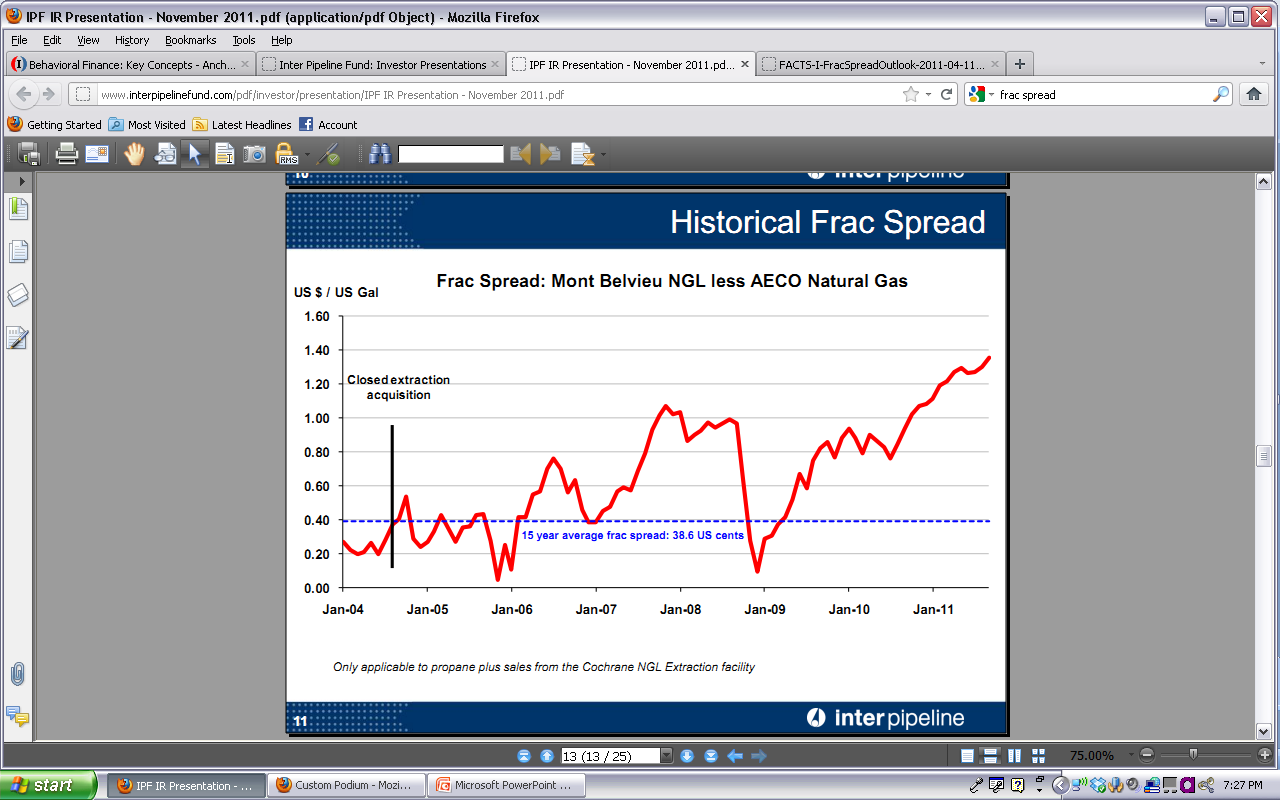 IPF IR Presentation - November 2011.pdf (application/pdf Object) - Mozilla Firefox
File Edit View History Bookmarks Tools Help
Behavioral Finance: Key Concepts - Anch... Inter Pipeline Fund: Investor Presentations IPF IR Presentation - November 2011.pd... FACTS-I-FracSpreadOutlook-2011-04-11...
www.interpipelinefund.com/pdf/investor/presentation/IPF IR Presentation - November 2011.pdf frac spread
Getting Started Most Visited Latest Headlines Account
RMS
10 inter pipeline
Historical Frac Spread
Frac Spread: Mont Belvieu NGL less AECO Natural Gas
US $ / US Gal
1.60
1.40
1.20
1.00
0.80
0.60
0.40
0.20
0.00
Closed extraction
acquisition
15 year average frac spread: 38.6 US cents
Jan-04 Jan-05 Jan-06 Jan-07 Jan-08 Jan-09 Jan-10 Jan-11
Only applicable to propane plus sales from the Cochrane NGL Extraction facility
11 inter pipeline
13 (13 / 25) 75.00%
start IPF IR Presentation - ... Custom Podium - Mozi... Microsoft PowerPoint ... 7:27 PM